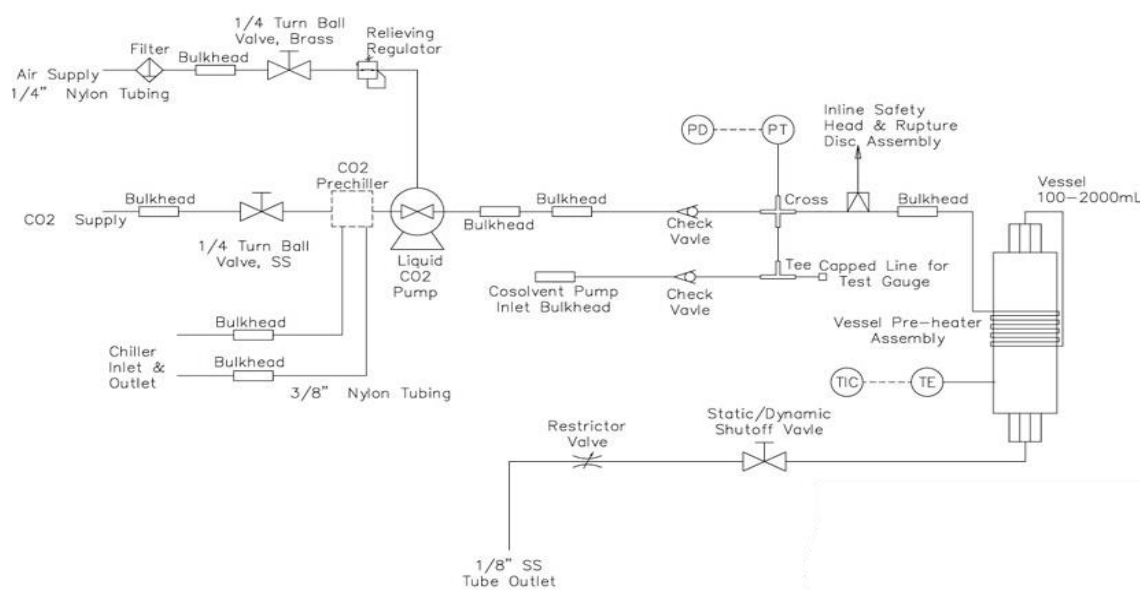 1/4 Turn Ball
Valve, Brass
Relieving
Regulator
Filter
Bulkhead
Air Supply
1/4" Nylon Tubing
Inline Safety
Head & Rupture
Disc Assembly
PD
PT
CO2
Prechiller
Bulkhead
CO2 Supply
1/4 Turn Ball
Valve, SS
Liquid
CO2
Pump
Bulkhead
Bulkhead
Check
Vavle
Cross
Bulkhead
Vessel
100-2000mL
Cosolvent Pump
Inlet Bulkhead
Check
Vavle
Tee
Capped Line for
Test Gauge
Bulkhead
Chiller
Inlet &
Outlet
Bulkhead
3/8" Nylon Tubing
Vessel Pre-heater
Assembly
TIC
TE
Restrictor
Valve
Static/Dynamic
Shutoff Vavle
1/8" SS
Tube Outlet